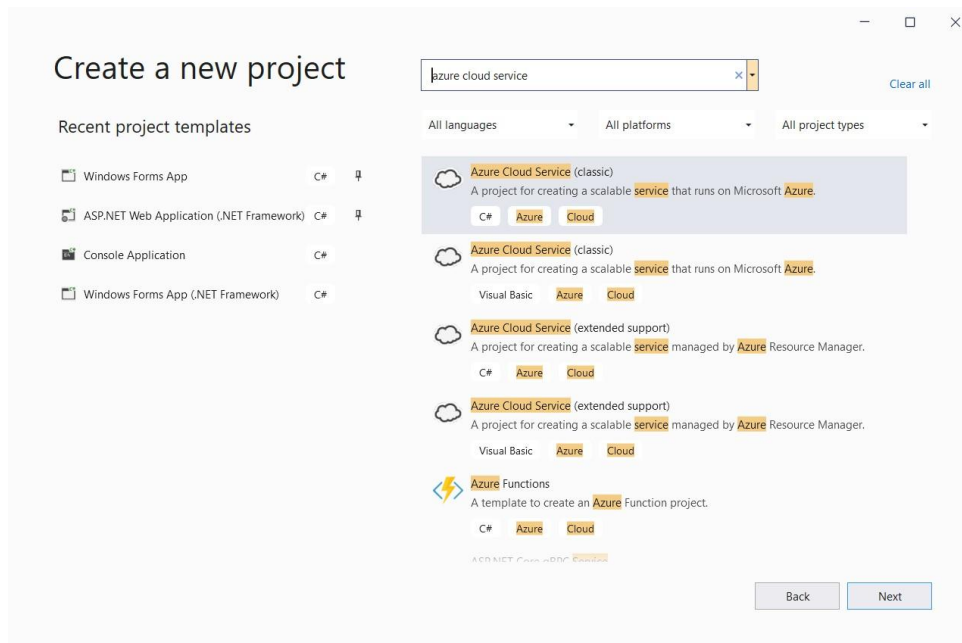 Create a new project
Recent project templates
Windows Forms App C#
ASP.NET Web Application (.NET Framework) C#
Console Application C#
Windows Forms App (.NET Framework) C#
azure cloud service
Clear all
All languages All platforms All project types
Azure Cloud Service (classic)
A project for creating a scalable service that runs on Microsoft Azure.
C# Azure Cloud
Azure Cloud Service (classic)
A project for creating a scalable service that runs on Microsoft Azure.
Visual Basic Azure Cloud
Azure Cloud Service (extended support)
A project for creating a scalable service managed by Azure Resource Manager.
C# Azure Cloud
Azure Cloud Service (extended support)
A project for creating a scalable service managed by Azure Resource Manager.
Visual Basic Azure Cloud
Azure Functions
A template to create an Azure Function project.
C# Azure Cloud
ASP.NET Core gRPC Service
Back Next